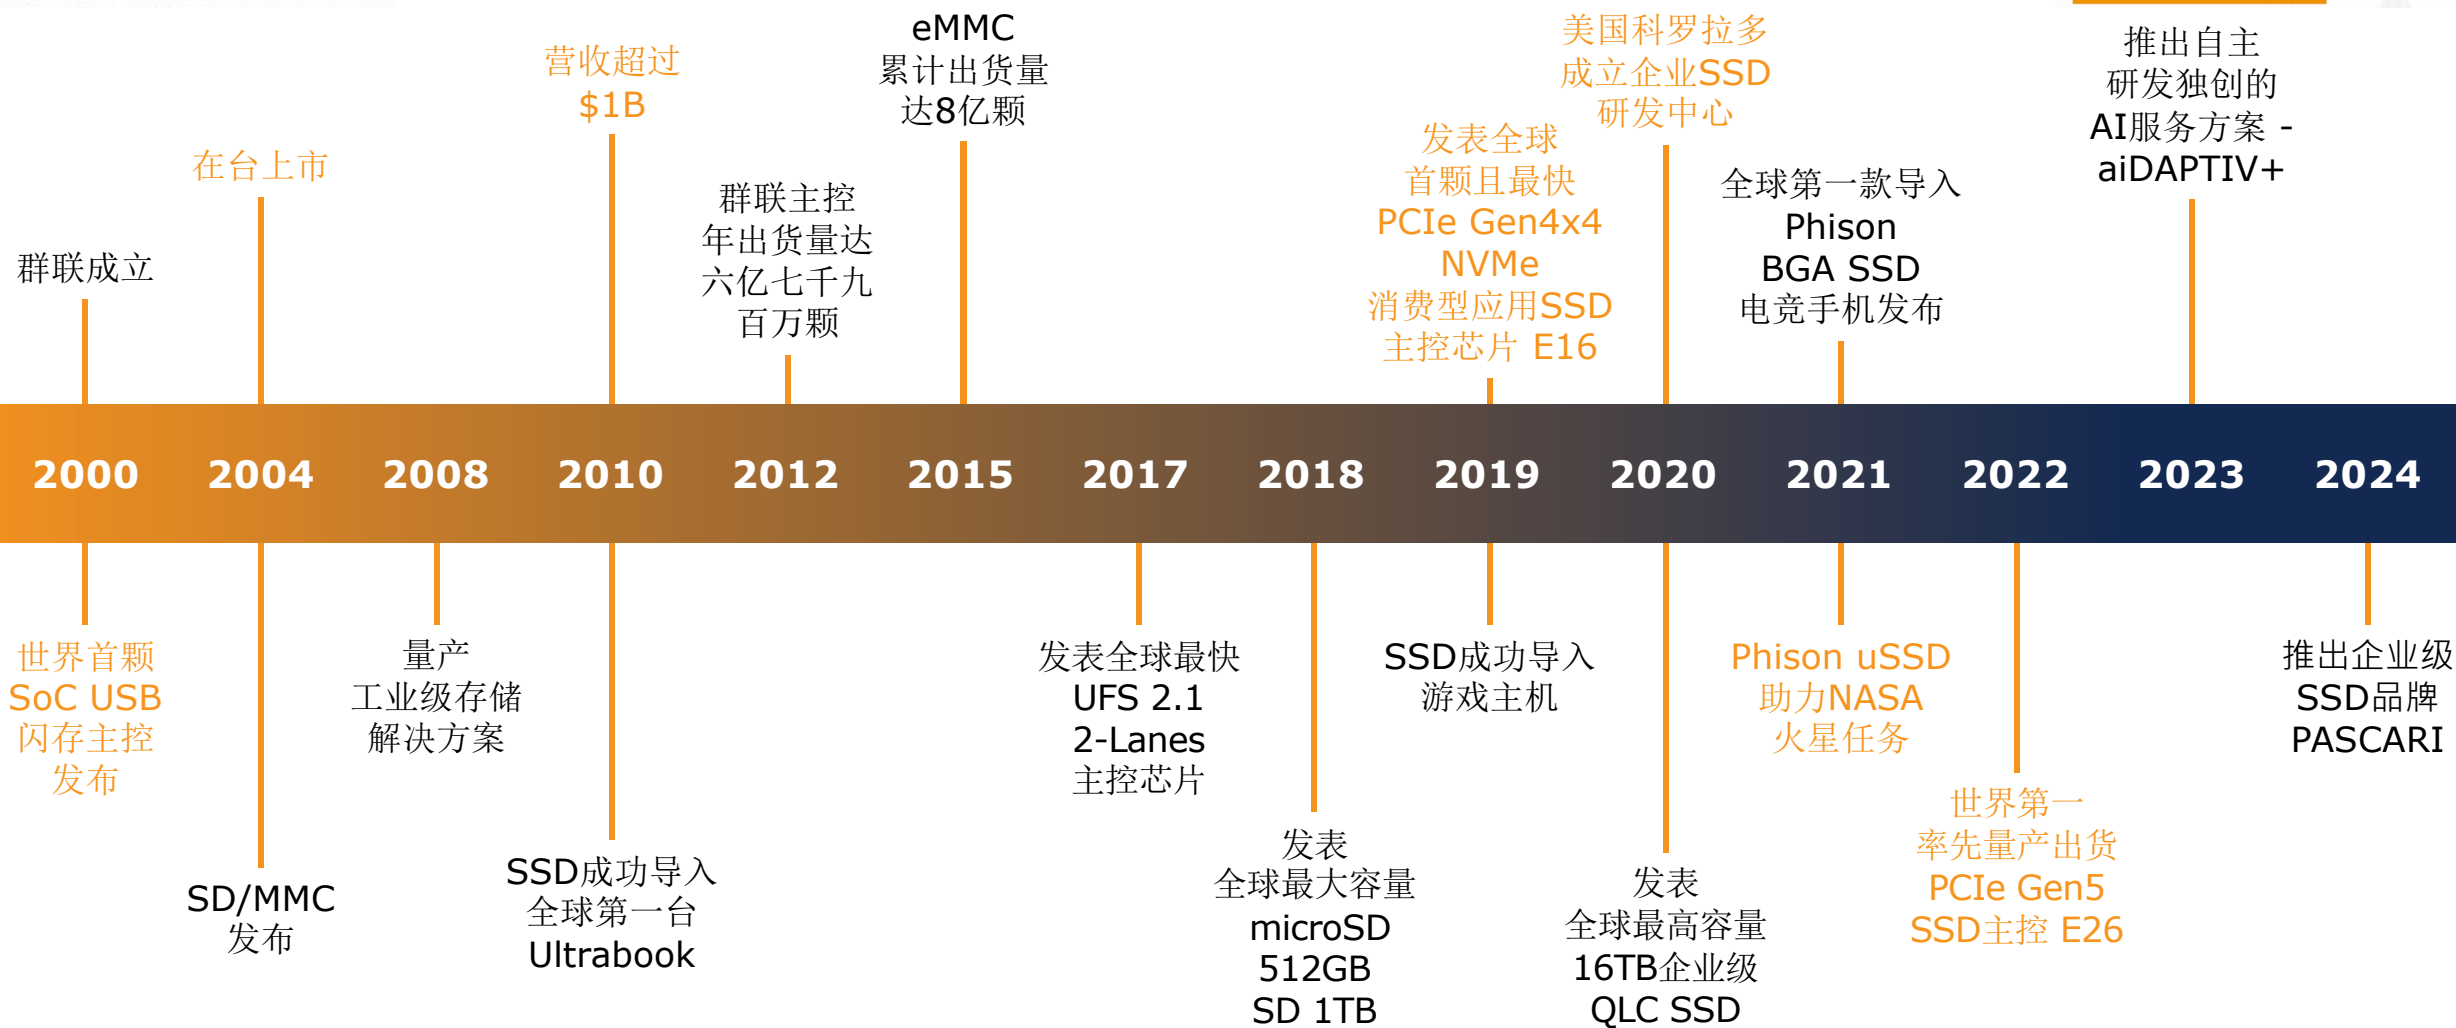 群联成立
在台上市
营收超过
$1B
群联主控
年出货量达
六亿七千九
百万颗
eMMC
累计出货量
达8亿颗
发表全球
首颗且最快
PCIe Gen4x4
NVMe
消费型应用SSD
主控芯片 E16
美国科罗拉多
成立企业SSD
研发中心
全球第一款导入
Phison
BGA SSD
电竞手机发布
推出自主
研发独创的
AI服务方案 -
aiDAPTIV+
2000 2004 2008 2010 2012 2015 2017 2018 2019 2020 2021 2022 2023 2024
世界首颗
SoC USB
闪存主控
发布
SD/MMC
发布
量产
工业级存储
解决方案
SSD成功导入
全球第一台
Ultrabook
发表全球最快
UFS 2.1
2-Lanes
主控芯片
发表
全球最大容量
microSD
512GB
SD 1TB
SSD成功导入
游戏主机
发表
全球最高容量
16TB企业级
QLC SSD
Phison uSSD
助力NASA
火星任务
世界第一
率先量产出货
PCIe Gen5
SSD主控 E26
推出企业级
SSD品牌
PASCARI